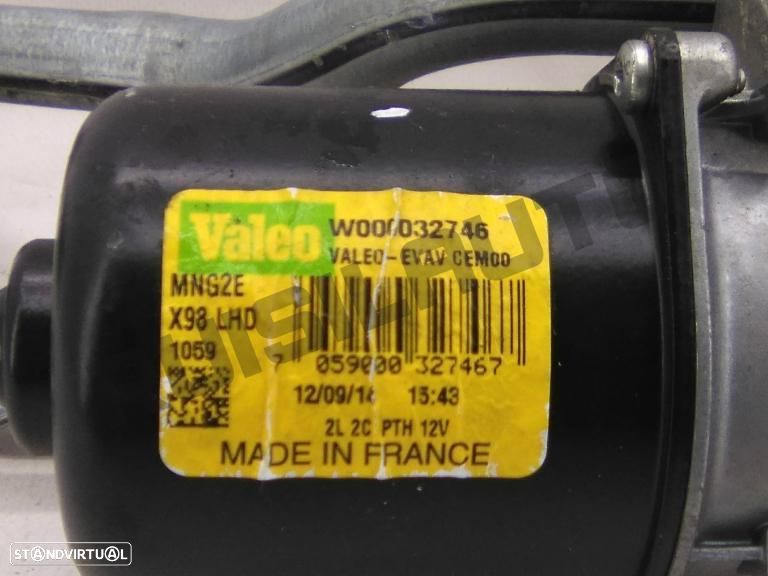 Valeo W000032746
VALEO-EVAV CEM00
MNG2E
X98 LHD
1059
059000 327467
12/09/14 15:43
2L 2C PTH 12V
MADE IN FRANCE
STANDVIRTUAL